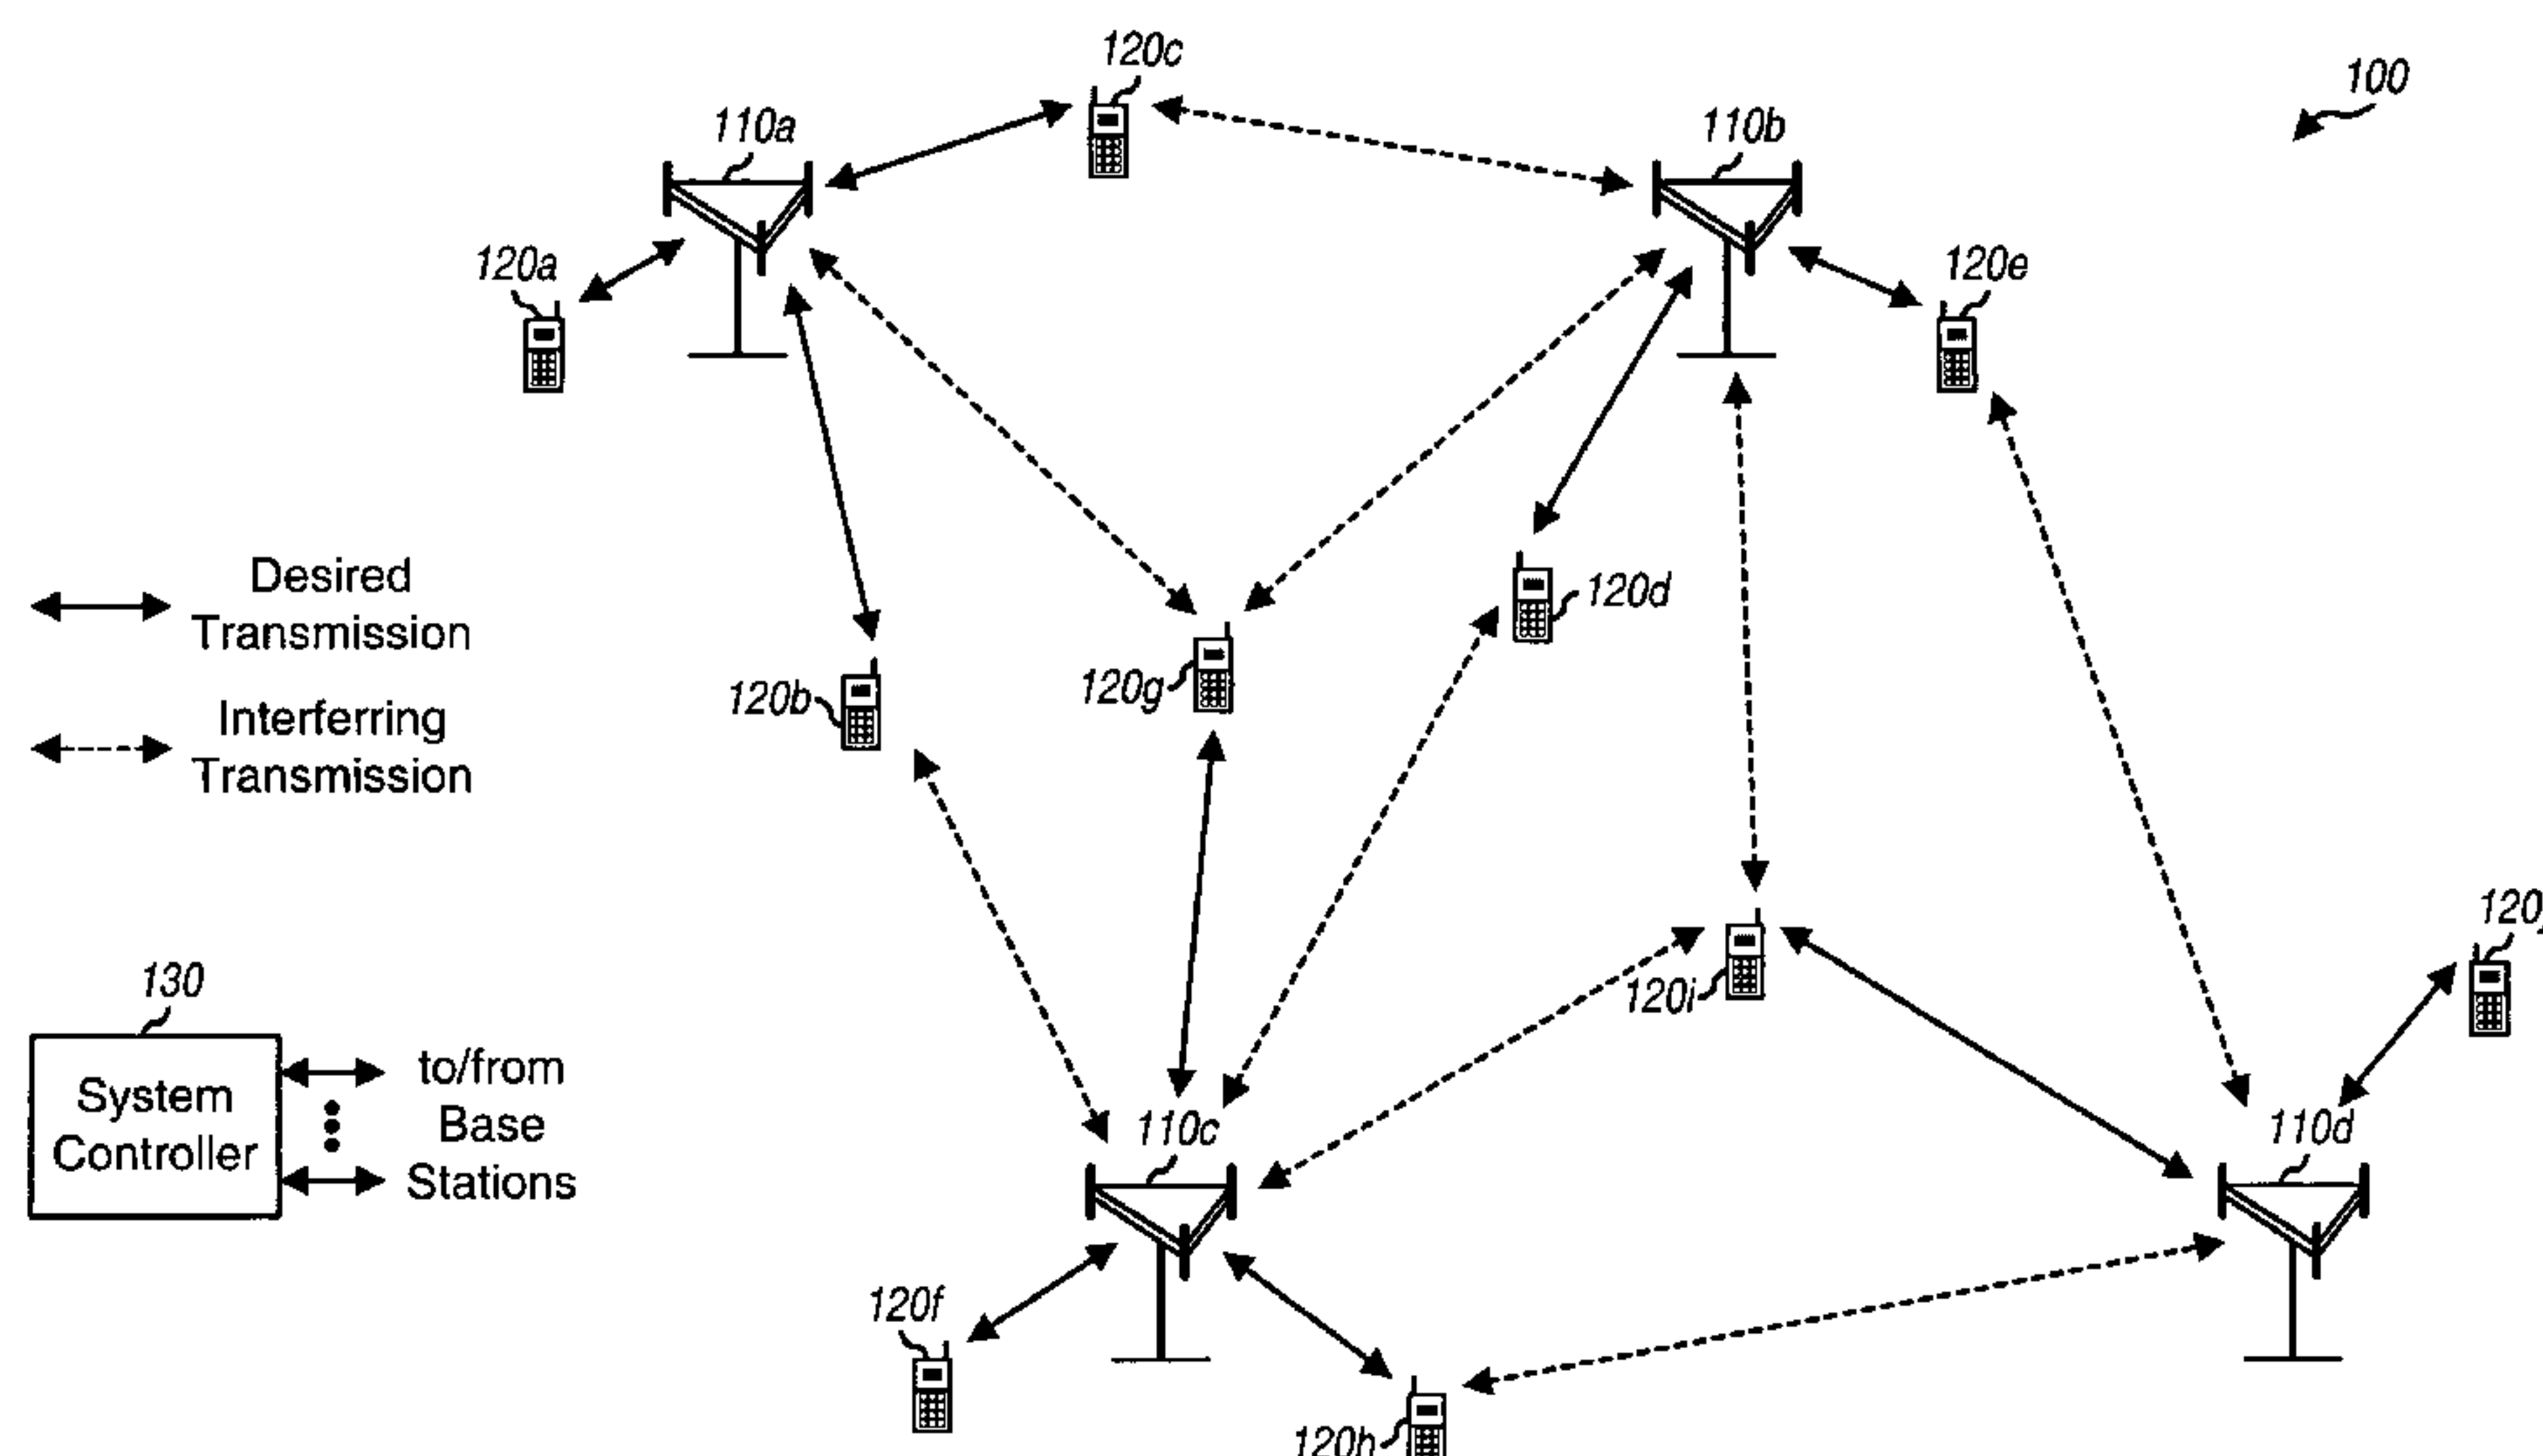 120c
100
110a
110b
120a
120e
Desired
Transmission
120d
120b
120g
Interferring
Transmission
130
120i
System
Controller
to/from
Base
Stations
110c
110d
120f
120h